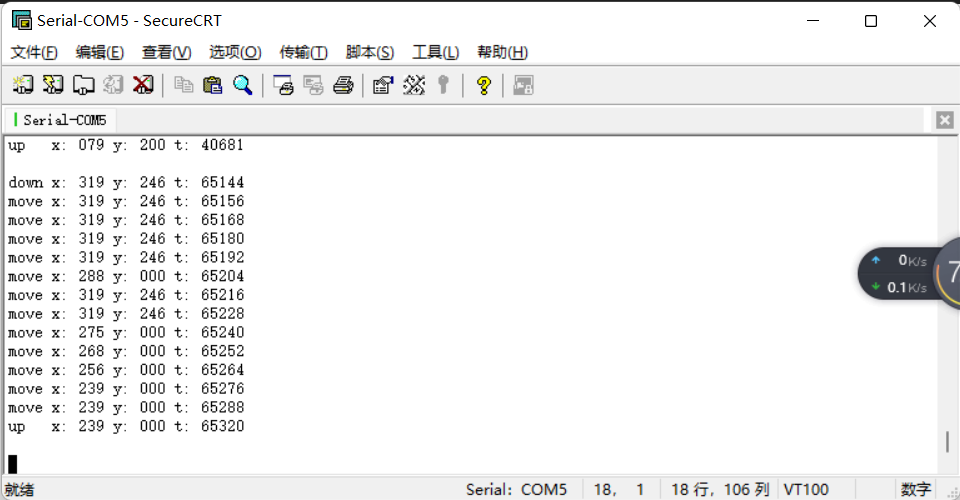 Serial-COM5 - SecureCRT
文件(F) 编辑(E) 查看(V) 选项(O) 传输(T) 脚本(S) 工具(L) 帮助(H)
Serial-COM5
up   x: 079 y: 200 t: 40681
down x: 319 y: 246 t: 65144
move x: 319 y: 246 t: 65156
move x: 319 y: 246 t: 65168
move x: 319 y: 246 t: 65180
move x: 319 y: 246 t: 65192
move x: 288 y: 000 t: 65204
move x: 319 y: 246 t: 65216
move x: 319 y: 246 t: 65228
move x: 275 y: 000 t: 65240
move x: 268 y: 000 t: 65252
move x: 256 y: 000 t: 65264
move x: 239 y: 000 t: 65276
move x: 239 y: 000 t: 65288
up   x: 239 y: 000 t: 65320
0K/s
0.1K/s
7
就绪 Serial: COM5 18, 1 18 行, 106 列 VT100 数字